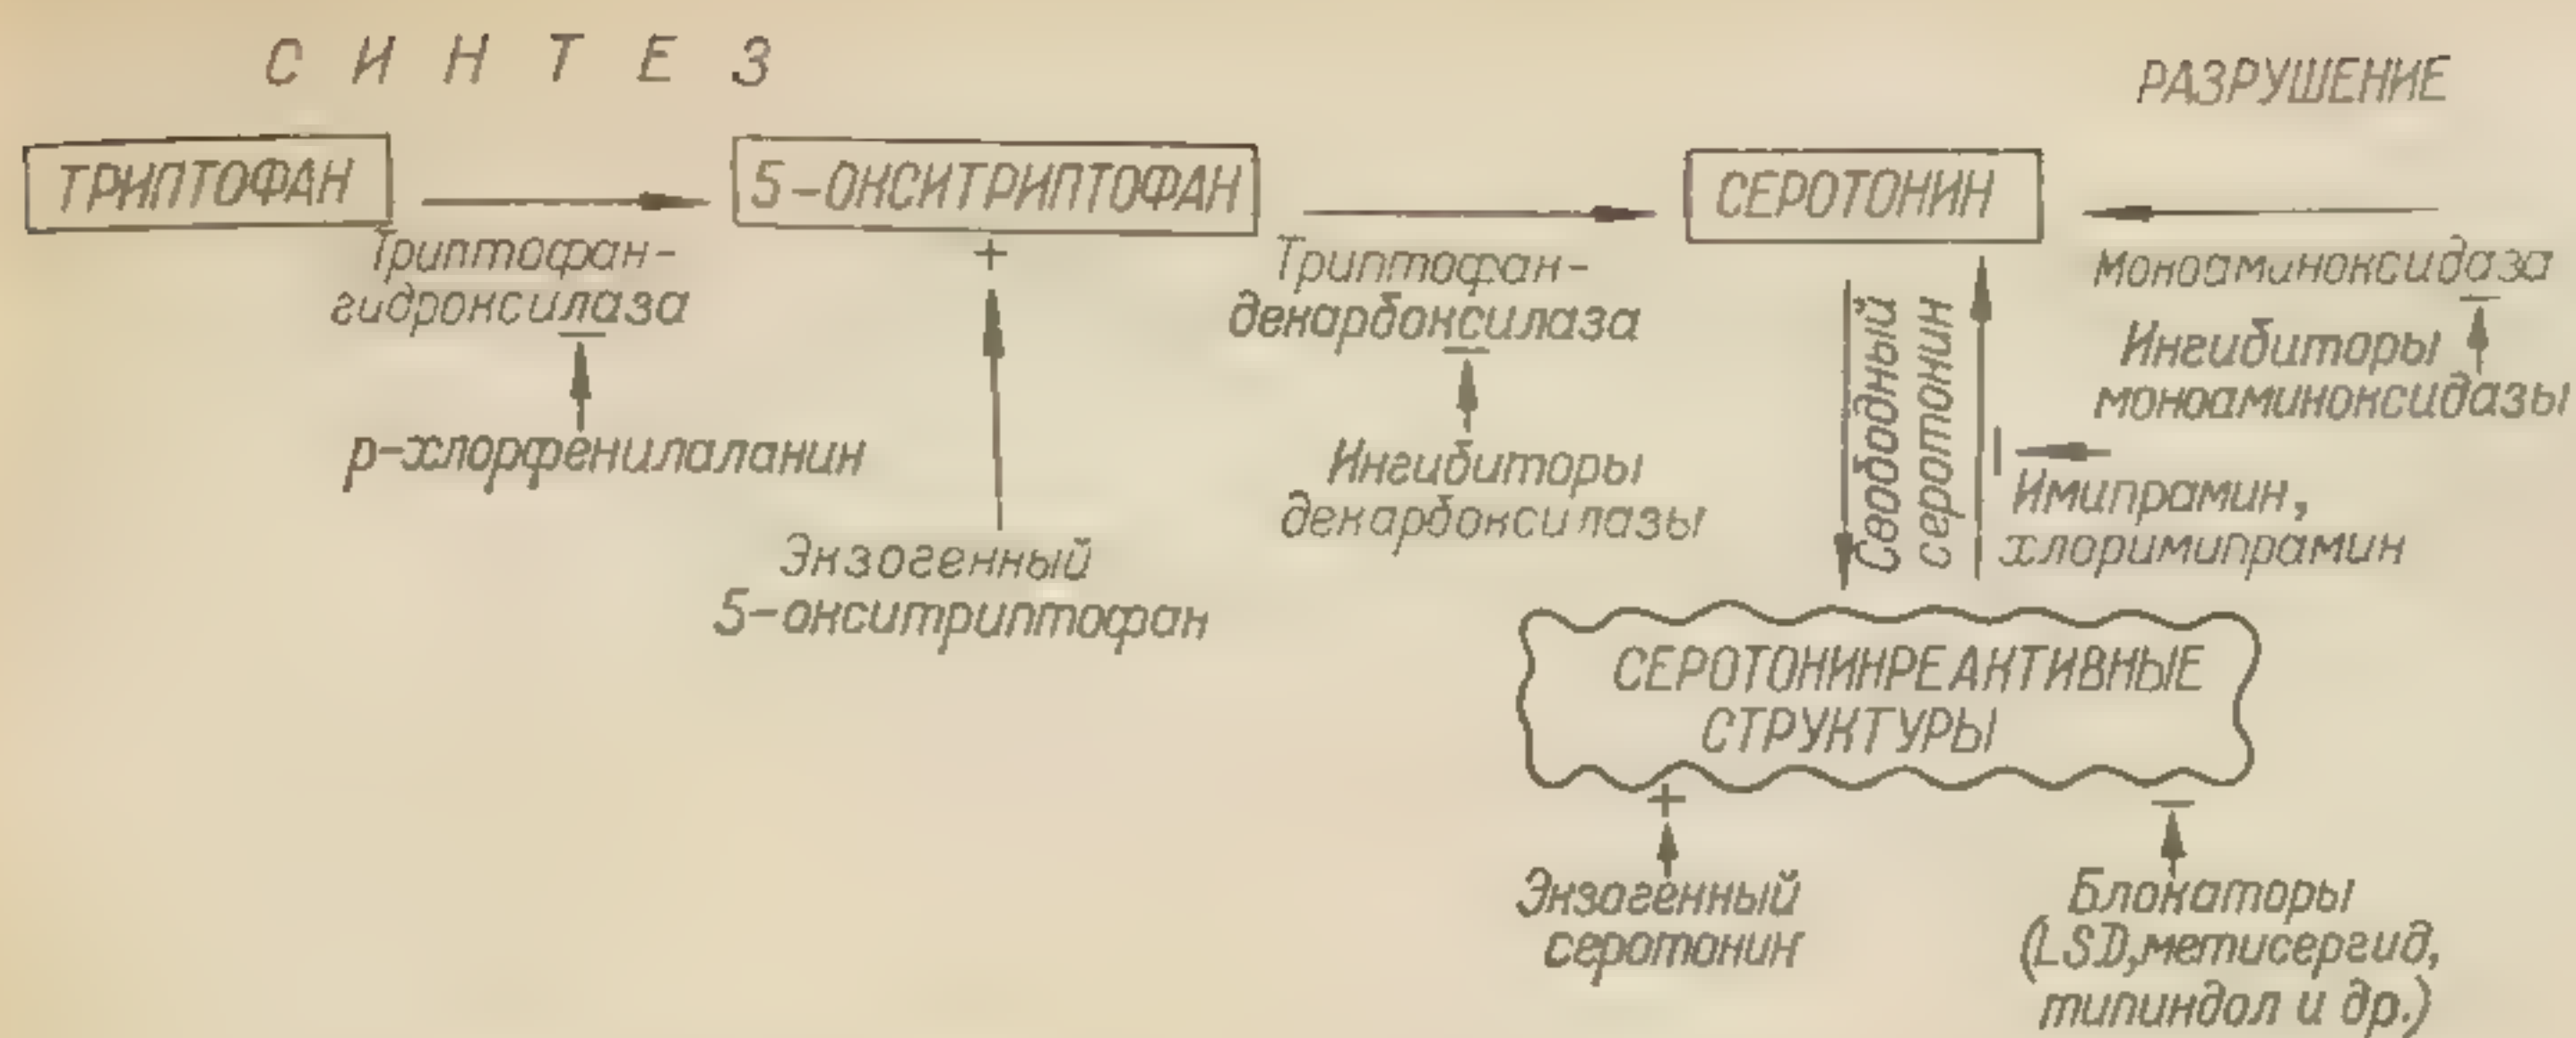 СИНТЕЗ
РАЗРУШЕНИЕ
ТРИПТОФАН
5-ОКСИТРИПТОФАН
СЕРОТОНИН
Триптофан-
гидроксилаза
р-хлорфенилаланин
+
Экзогенный
5-окситриптофан
Триптофан-
декарбоксилаза
Ингибиторы
декарбоксилазы
Свободный
серотонин
Моноаминоксидаза
Ингибиторы
моноаминоксидазы
Имипрамин,
хлоримипрамин
СЕРОТОНИНРЕАКТИВНЫЕ
СТРУКТУРЫ
+
Экзогенный
серотонин
Блокаторы
(LSD, метисергид,
типиндол и др.)